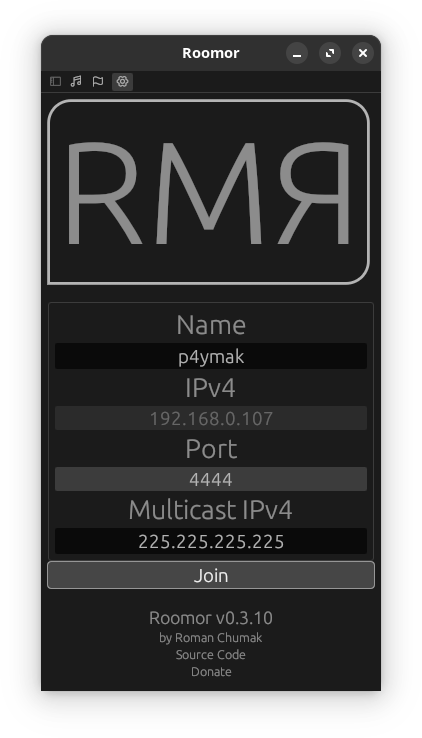 Roomor
RMЯ
Name
p4ymak
IPv4
192.168.0.107
Port
4444
Multicast IPv4
225.225.225.225
Join
Roomor v0.3.10
by Roman Chumak
Source Code
Donate